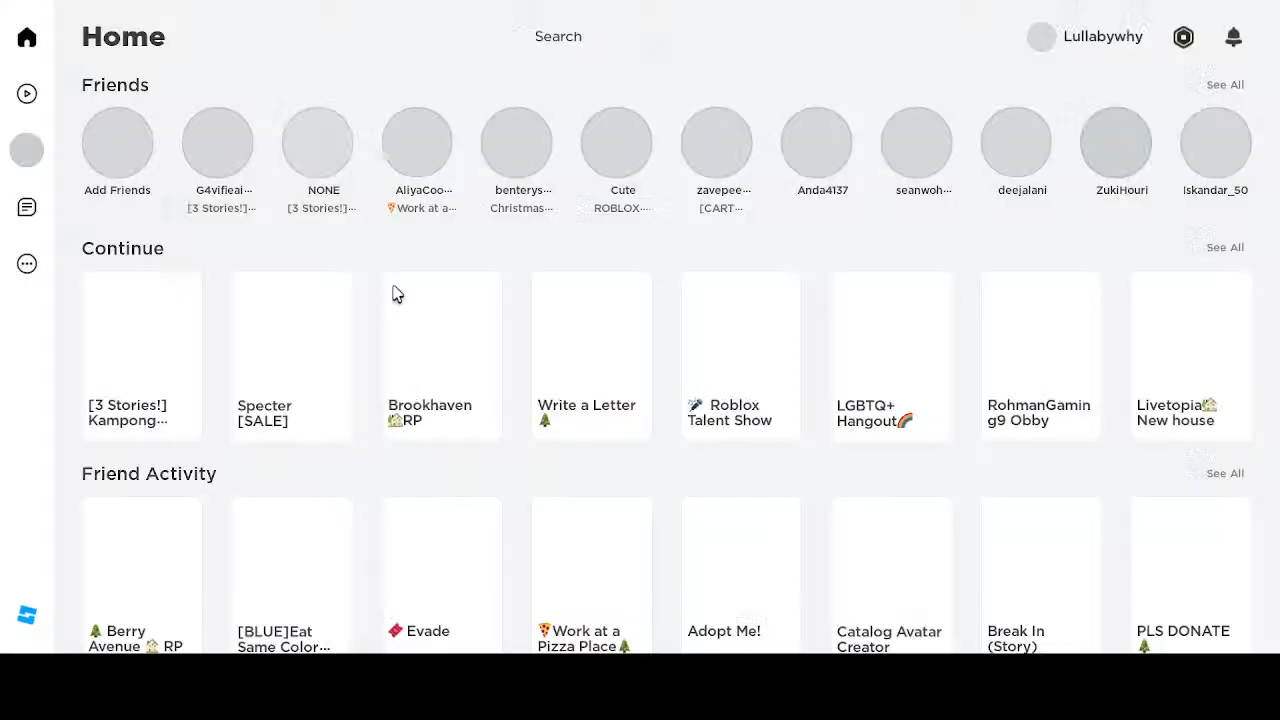 Home
Search
Lullabywhy
Friends
See All
Add Friends
G4vifieai...
NONE
AliyaCoo...
benterys...
Cute
zavepee...
Anda4137
seanwoh...
deejalani
ZukiHouri
Iskandar_50
[3 Stories!]...
[3 Stories!]...
🍕Work at a...
Christmas...
ROBLOX...
[CART...
Continue
See All
[3 Stories!]
Kampong...
Specter
[SALE]
Brookhaven
🏡RP
Write a Letter
🎄
🎤 Roblox
Talent Show
LGBTQ+
Hangout🌈
RohmanGamin
g9 Obby
Livetopia🏡
New house
Friend Activity
See All
🎄 Berry
Avenue 🏠 RP
[BLUE]Eat
Same Color...
Evade
🍕Work at a
Pizza Place🎄
Adopt Me!
Catalog Avatar
Creator
Break In
(Story)
PLS DONATE
🎄